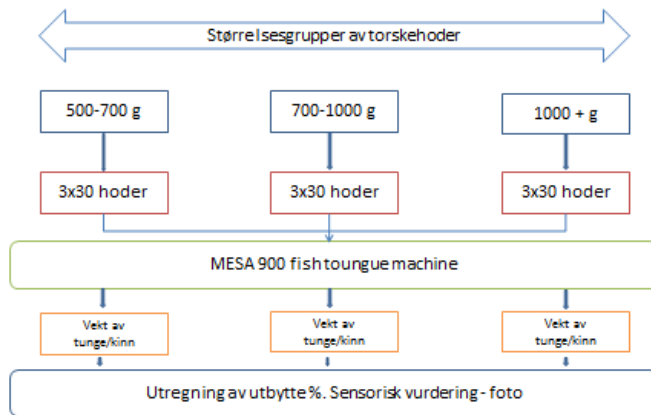 Størrelsesgrupper av torskehoder
500-700 g
700-1000 g
1000 + g
3x30 hoder
3x30 hoder
3x30 hoder
MESA 900 fish toungue machine
Vekt av
tunge/kinn
Vekt av
tunge/kinn
Vekt av
tunge/kinn
Utregning av utbytte %. Sensorisk vurdering - foto